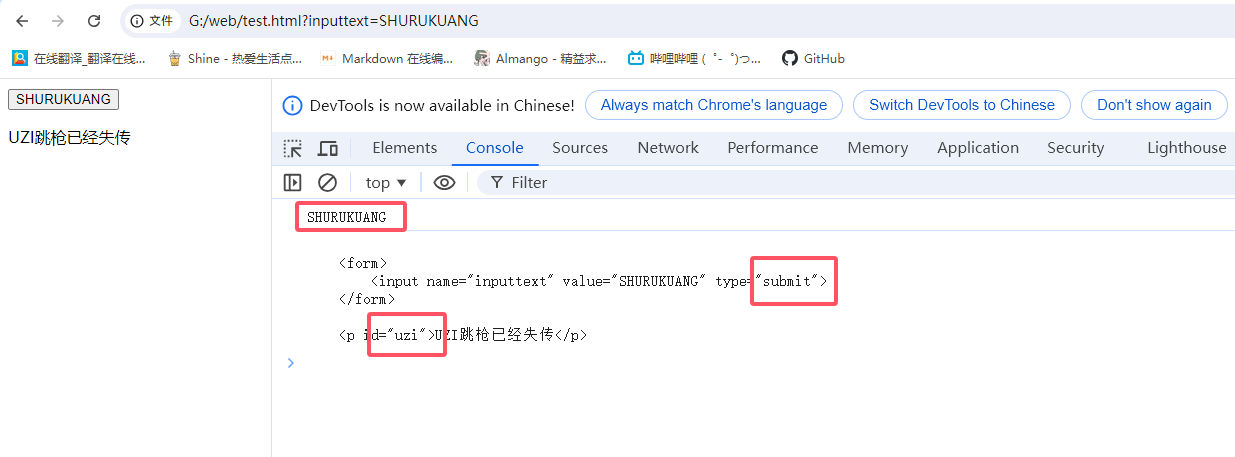 文件 G:/web/test.html?inputtext=SHURUKUANG
在线翻译_翻译在线... Shine - 热爱生活点... M↓ Markdown 在线编... Almango - 精益求... 哔哩哔哩 ( ゜- ゜)つ... GitHub
SHURUKUANG
UZI跳枪已经失传
DevTools is now available in Chinese! Always match Chrome's language Switch DevTools to Chinese Don't show again
Elements Console Sources Network Performance Memory Application Security Lighthouse
top Filter
SHURUKUANG
<form>
<input name="inputtext" value="SHURUKUANG" type="submit">
</form>
<p id="uzi">UZI跳枪已经失传</p>